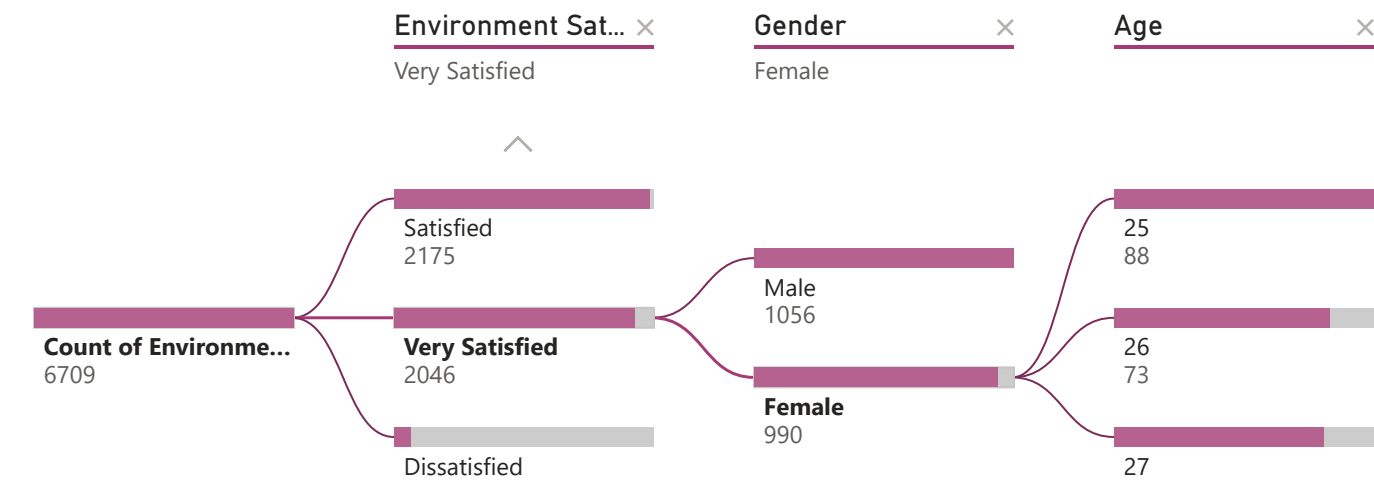 Environment Sat...
Gender
Age
Very Satisfied
Female
Satisfied
2175
25
88
Male
1056
Count of Environme...
6709
Very Satisfied
2046
26
73
Female
990
Dissatisfied
27